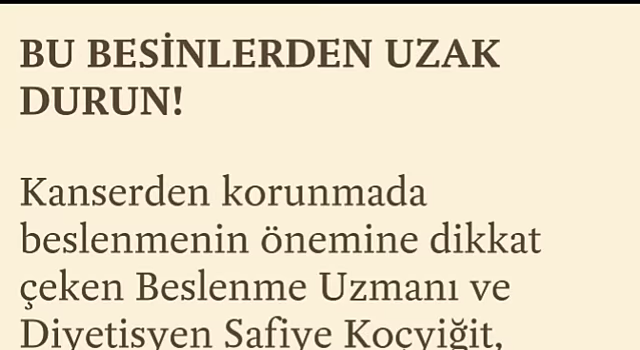 BU BESİNLERDEN UZAK
DURUN!
Kanserden korunmada
beslenmenin önemine dikkat
çeken Beslenme Uzmanı ve
Diyetisyen Safiye Koçyiğit,